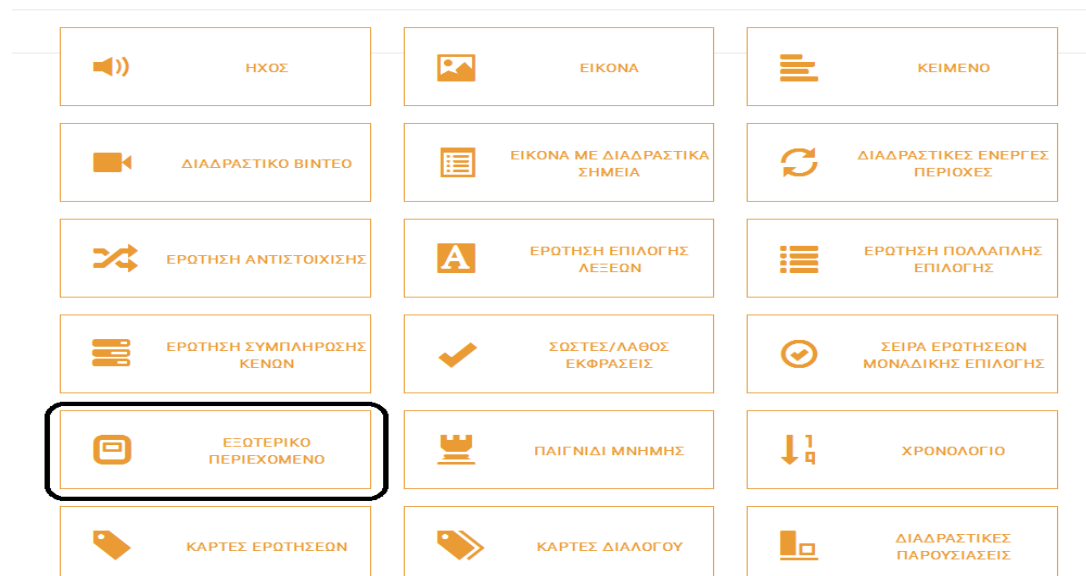 ΗΧΟΣ
ΕΙΚΟΝΑ
ΚΕΙΜΕΝΟ
ΔΙΑΔΡΑΣΤΙΚΟ ΒΙΝΤΕΟ
ΕΙΚΟΝΑ ΜΕ ΔΙΑΔΡΑΣΤΙΚΑ
ΣΗΜΕΙΑ
ΔΙΑΔΡΑΣΤΙΚΕΣ ΕΝΕΡΓΕΣ
ΠΕΡΙΟΧΕΣ
ΕΡΩΤΗΣΗ ΑΝΤΙΣΤΟΙΧΙΣΗΣ
ΕΡΩΤΗΣΗ ΕΠΙΛΟΓΗΣ
ΛΕΞΕΩΝ
ΕΡΩΤΗΣΗ ΠΟΛΛΑΠΛΗΣ
ΕΠΙΛΟΓΗΣ
ΕΡΩΤΗΣΗ ΣΥΜΠΛΗΡΩΣΗΣ
ΚΕΝΩΝ
ΣΩΣΤΕΣ/ΛΑΘΟΣ
ΕΚΦΡΑΣΕΙΣ
ΣΕΙΡΑ ΕΡΩΤΗΣΕΩΝ
ΜΟΝΑΔΙΚΗΣ ΕΠΙΛΟΓΗΣ
ΕΞΩΤΕΡΙΚΟ
ΠΕΡΙΕΧΟΜΕΝΟ
ΠΑΙΓΝΙΔΙ ΜΝΗΜΗΣ
ΧΡΟΝΟΛΟΓΙΟ
ΚΑΡΤΕΣ ΕΡΩΤΗΣΕΩΝ
ΚΑΡΤΕΣ ΔΙΑΛΟΓΟΥ
ΔΙΑΔΡΑΣΤΙΚΕΣ
ΠΑΡΟΥΣΙΑΣΕΙΣ